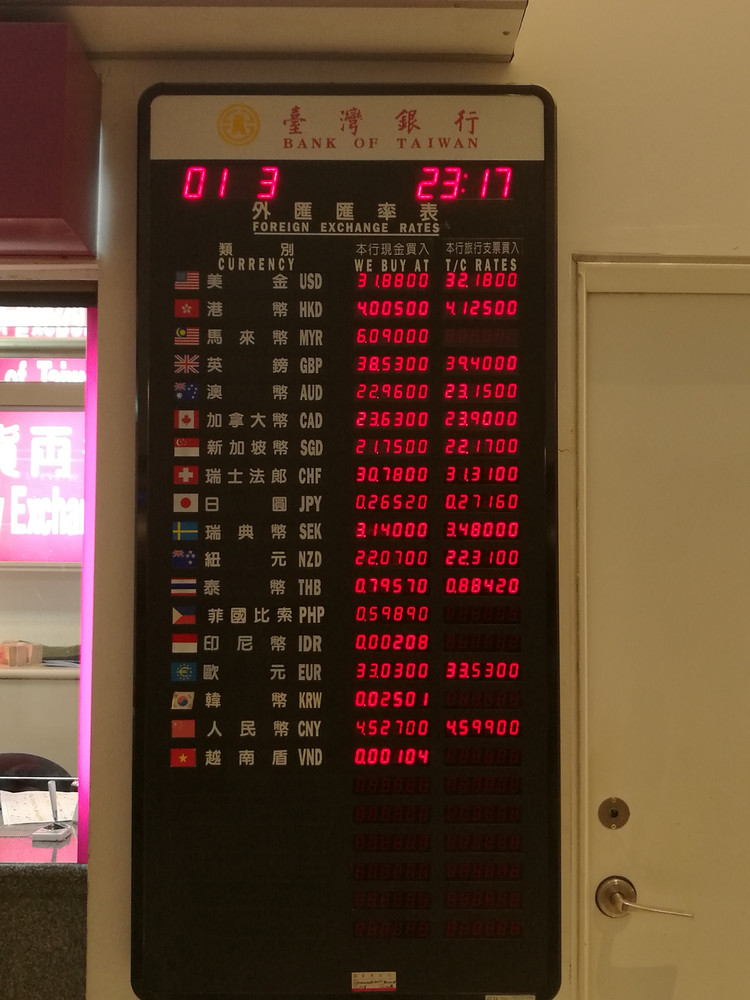 臺灣銀行
BANK OF TAIWAN
01 3 23:17
外匯匯率表
FOREIGN EXCHANGE RATES
類別 本行現金買入 本行旅行支票買入
CURRENCY WE BUY AT T/C RATES
美金 USD 31.8800 32.1800
港幣 HKD 4.00500 4.12500
馬來幣 MYR 6.09000
英鎊 GBP 38.5300 39.4000
澳幣 AUD 22.9600 23.1500
加拿大幣 CAD 23.6300 23.9000
新加坡幣 SGD 21.7500 22.1700
瑞士法郎 CHF 30.7800 31.3100
日圓 JPY 0.26520 0.27160
瑞典幣 SEK 3.14000 3.48000
紐元 NZD 22.0700 22.3100
泰幣 THB 0.79570 0.88420
菲國比索 PHP 0.59890
印尼幣 IDR 0.00208
歐元 EUR 33.0300 33.5300
韓幣 KRW 0.02501
人民幣 CNY 4.52700 4.59900
越南盾 VND 0.00104
of
兩